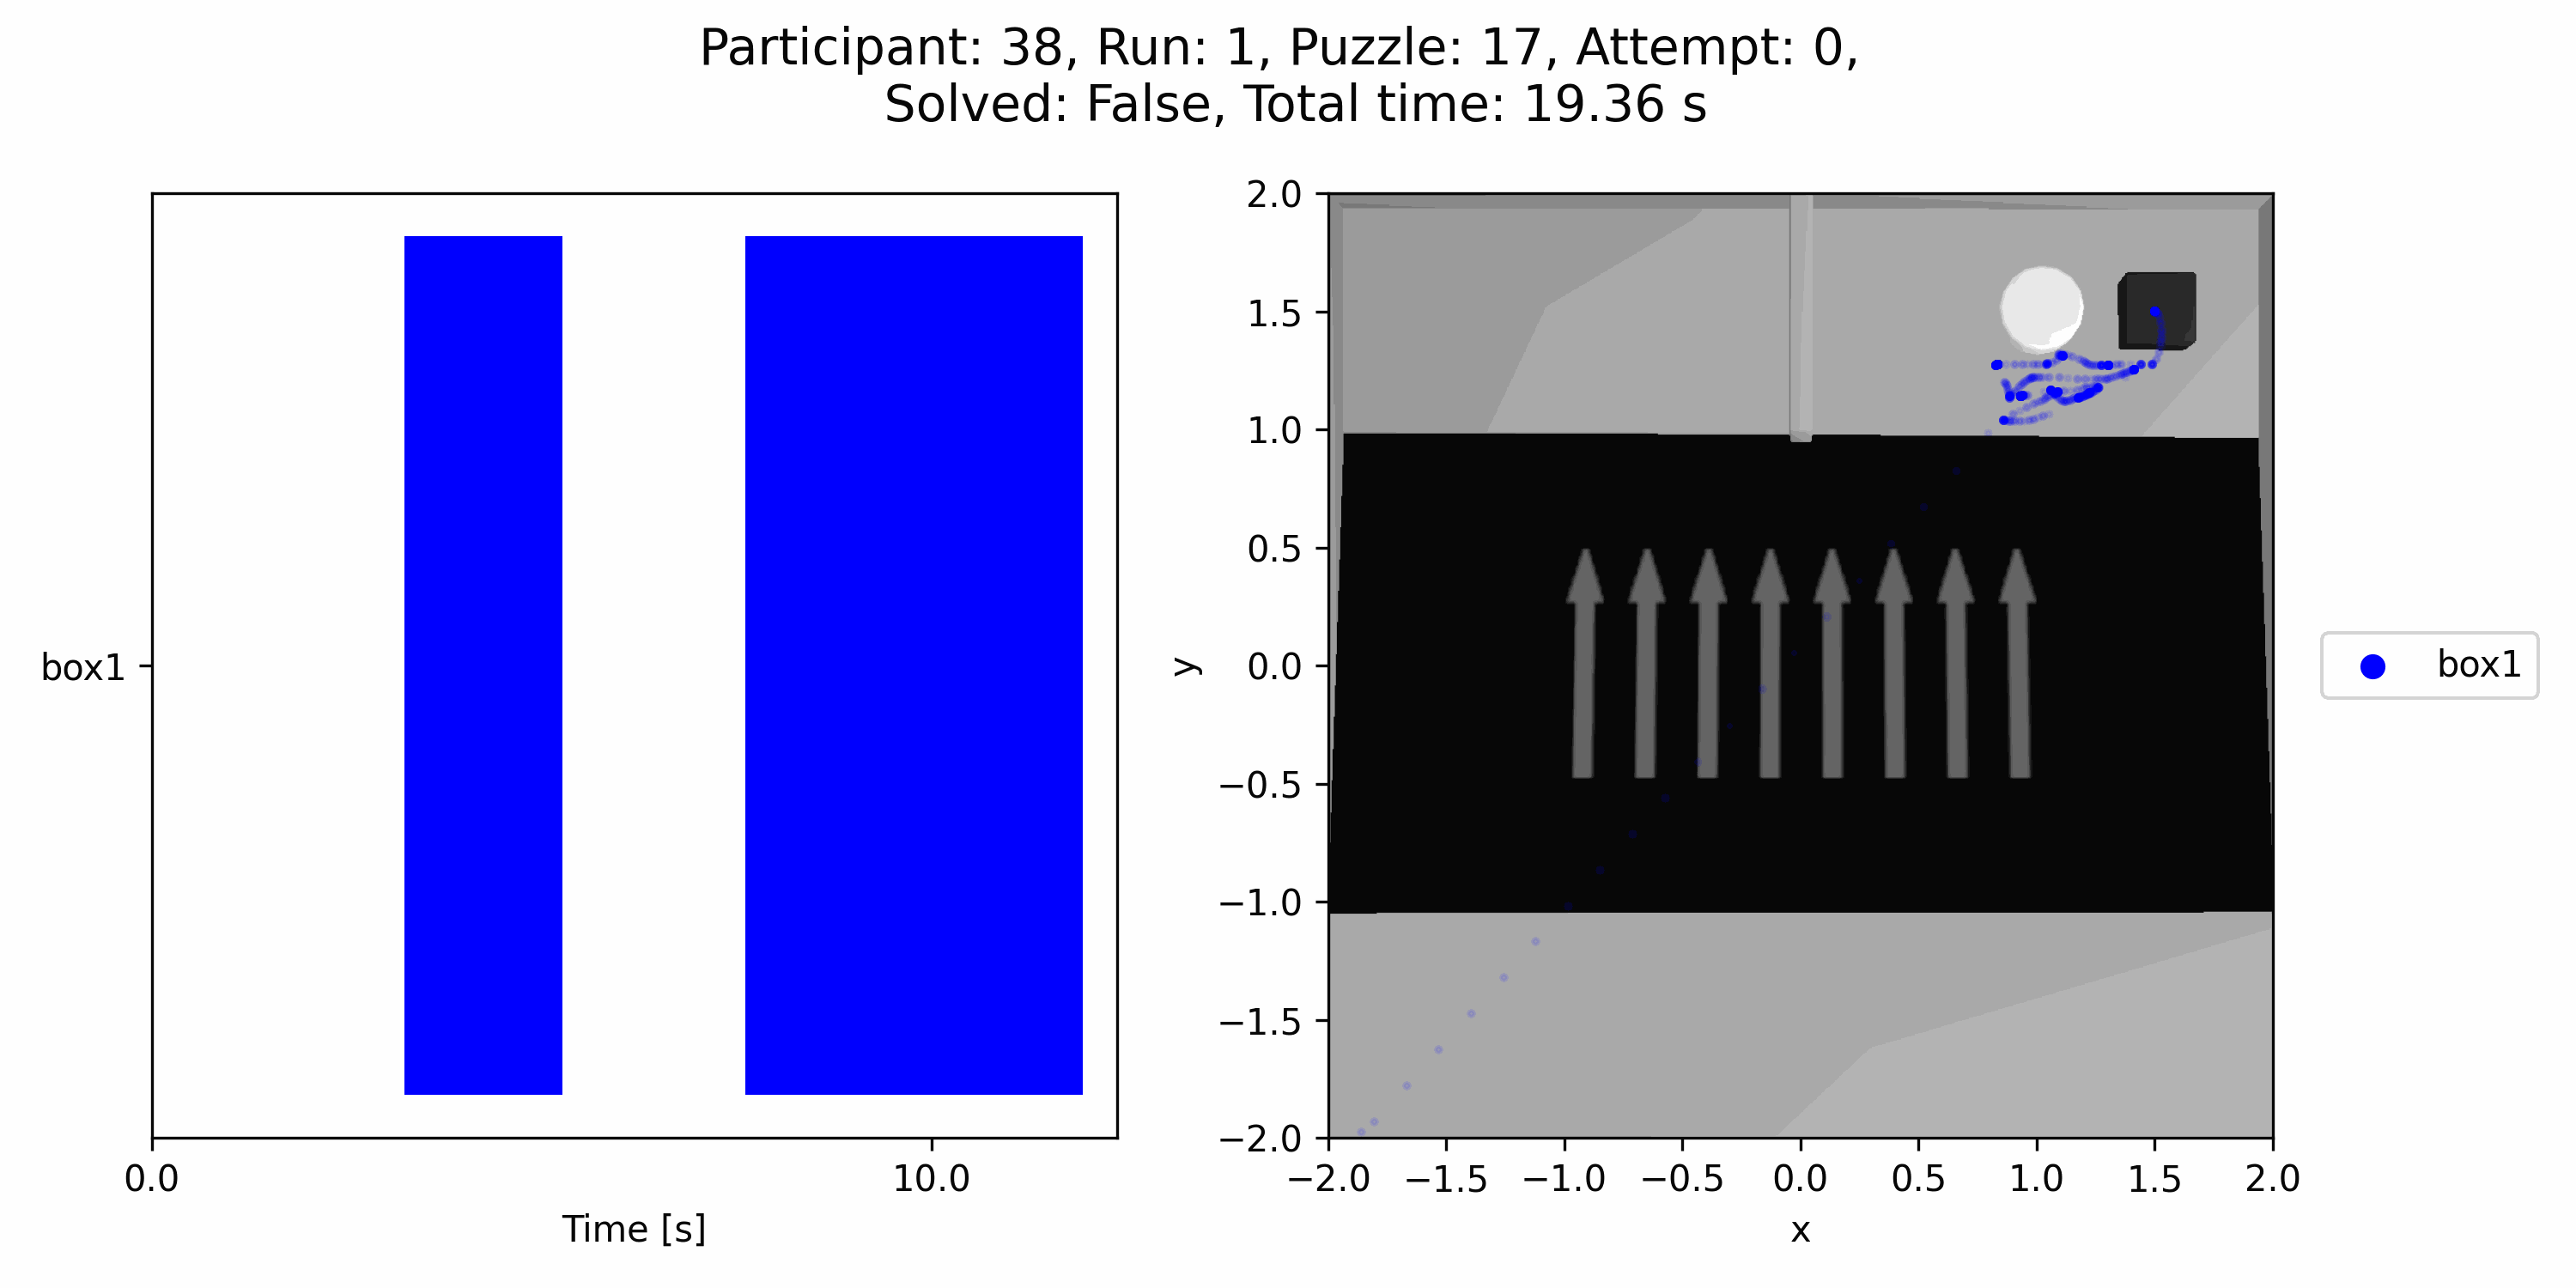 Participant: 38, Run: 1, Puzzle: 17, Attempt: 0,
Solved: False, Total time: 19.36 s
box1
0.0
10.0
Time [s]
2.0
1.5
1.0
0.5
0.0
−0.5
−1.0
−1.5
−2.0
y
−2.0
−1.5
−1.0
−0.5
0.0
0.5
1.0
1.5
2.0
x
box1